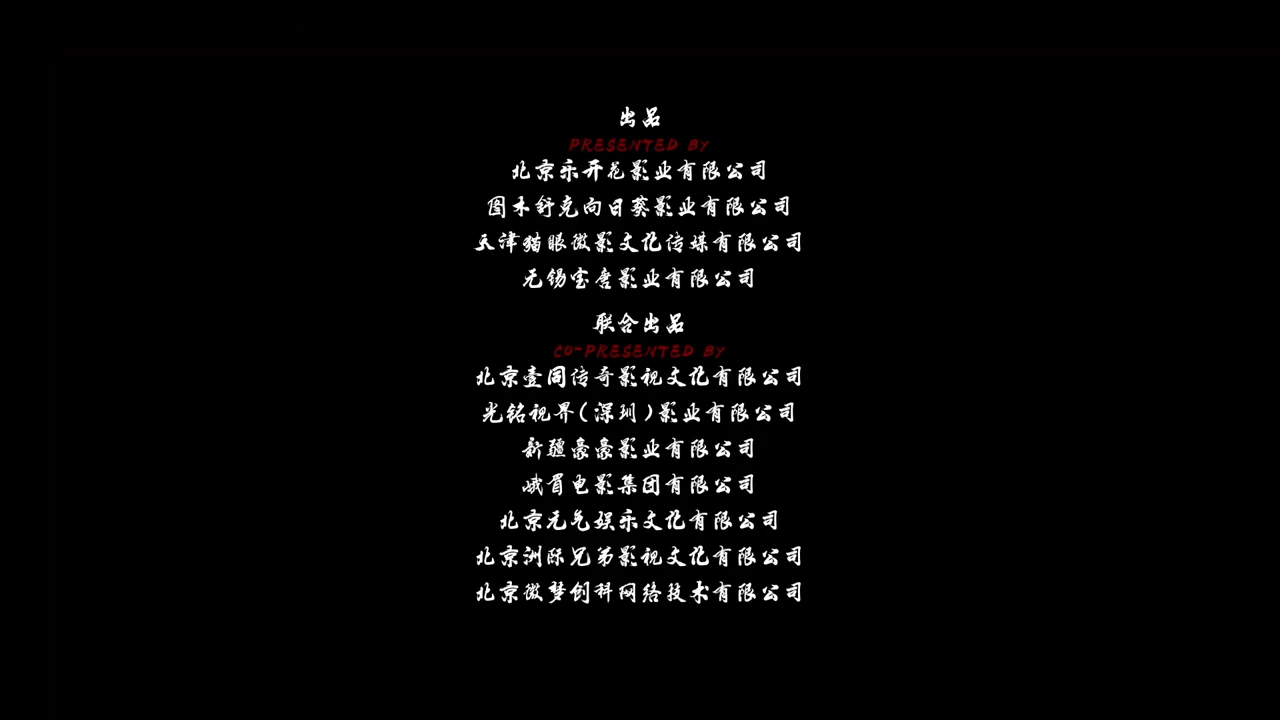 出品
PRESENTED BY
北京乐开花影业有限公司
图木舒克向日葵影业有限公司
天津猫眼微影文化传媒有限公司
无锡宝唐影业有限公司
联合出品
CO-PRESENTED BY
北京壹同传奇影视文化有限公司
光铭视界(深圳)影业有限公司
新疆豪豪影业有限公司
峨眉电影集团有限公司
北京元气娱乐文化有限公司
北京洲际兄弟影视文化有限公司
北京微梦创科网络技术有限公司